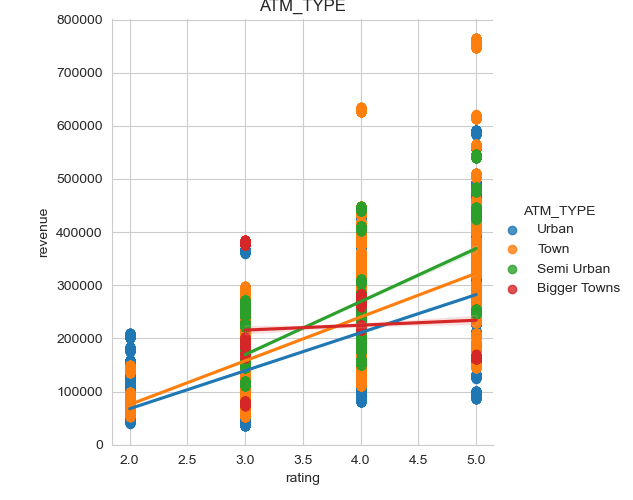 ATM_TYPE
800000
700000
600000
500000
400000
300000
200000
100000
0
revenue
2.0 2.5 3.0 3.5 4.0 4.5 5.0
rating
ATM_TYPE
Urban
Town
Semi Urban
Bigger Towns